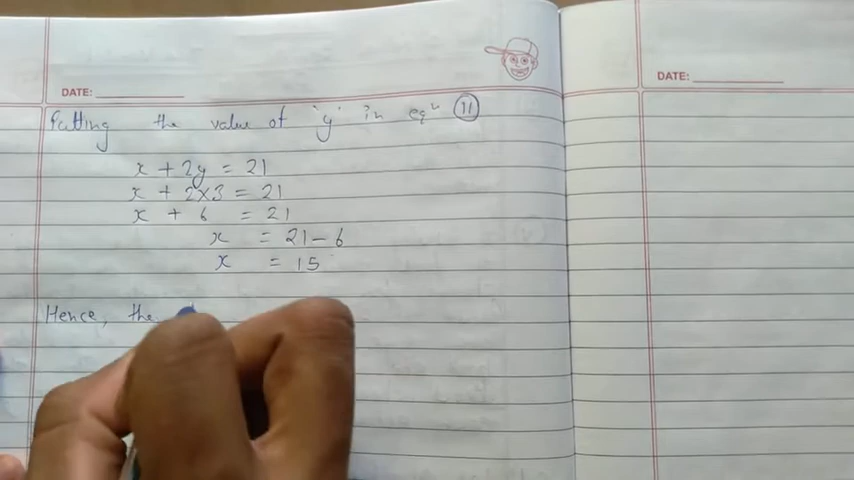 DATE:
DATE:
Putting the value of 'y' in eqⁿ (11)
x + 2y = 21
x + 2×3 = 21
x + 6 = 21
x = 21 - 6
x = 15
Hence, the